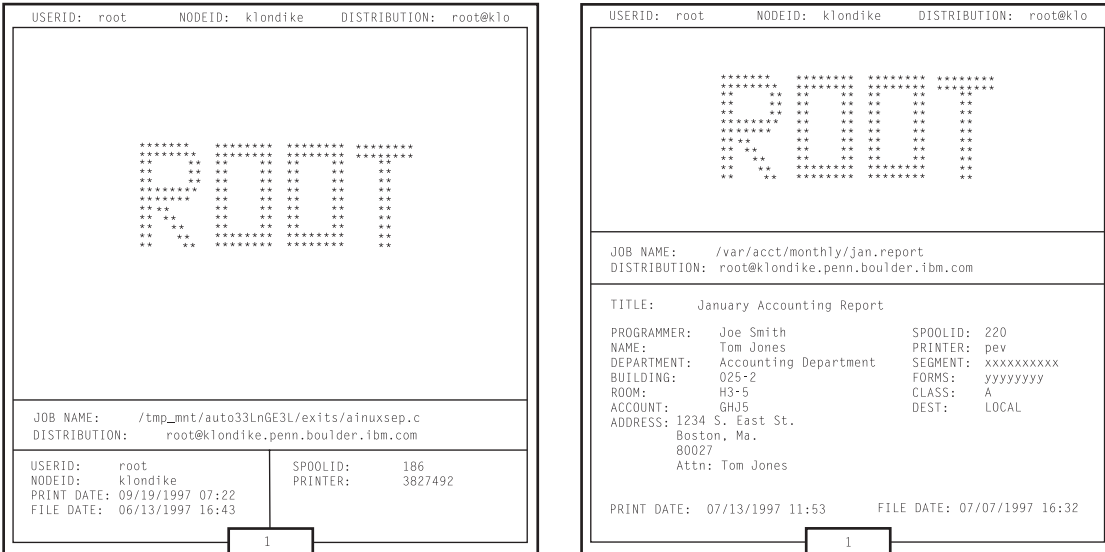 USERID: root NODEID: klondike DISTRIBUTION: root@klo
ROOT
JOB NAME: /tmp_mnt/auto33LnGE3L/exits/ainuxsep.c
DISTRIBUTION: root@klondike.penn.boulder.ibm.com
USERID: root
NODEID: klondike
PRINT DATE: 09/19/1997 07:22
FILE DATE: 06/13/1997 16:43
SPOOLID: 186
PRINTER: 3827492
1
USERID: root NODEID: klondike DISTRIBUTION: root@klo
ROOT
JOB NAME: /var/acct/monthly/jan.report
DISTRIBUTION: root@klondike.penn.boulder.ibm.com
TITLE: January Accounting Report
PROGRAMMER: Joe Smith SPOOLID: 220
NAME: Tom Jones PRINTER: pev
DEPARTMENT: Accounting Department SEGMENT: xxxxxxxxxx
BUILDING: 025-2 FORMS: yyyyyyyy
ROOM: H3-5 CLASS: A
ACCOUNT: GHJ5 DEST: LOCAL
ADDRESS: 1234 S. East St.
Boston, Ma.
80027
Attn: Tom Jones
PRINT DATE: 07/13/1997 11:53 FILE DATE: 07/07/1997 16:32
1